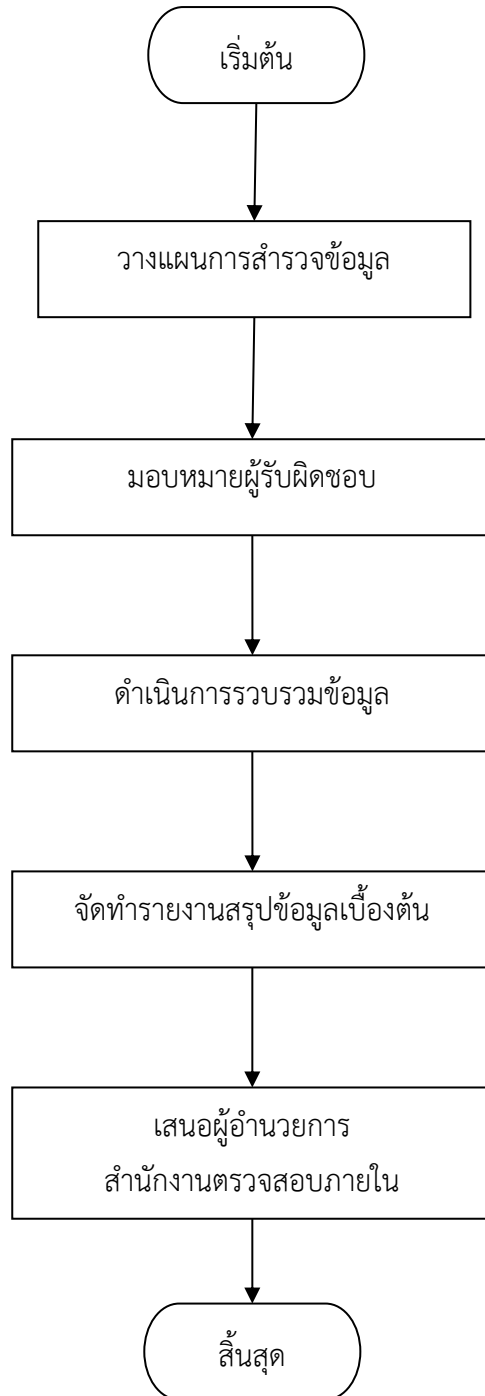 เริ่มต้น
วางแผนการสำรวจข้อมูล
มอบหมายผู้รับผิดชอบ
ดำเนินการรวบรวมข้อมูล
จัดทำรายงานสรุปข้อมูลเบื้องต้น
เสนอผู้อำนวยการ
สำนักงานตรวจสอบภายใน
สิ้นสุด